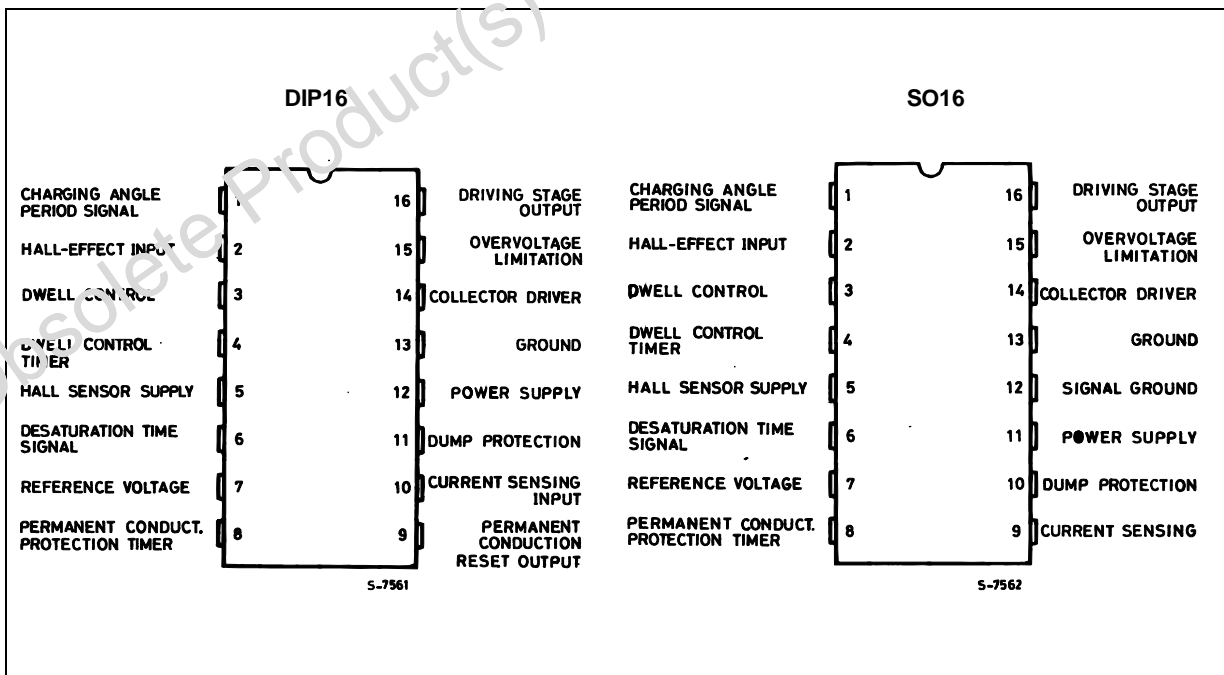 Obsolete Product(s)
DIP16
CHARGING ANGLE
PERIOD SIGNAL
HALL-EFFECT INPUT
DWELL CONTROL
DWELL CONTROL
TIMER
HALL SENSOR SUPPLY
DESATURATION TIME
SIGNAL
REFERENCE VOLTAGE
PERMANENT CONDUCT.
PROTECTION TIMER
1
2
3
4
5
6
7
8
16
15
14
13
12
11
10
9
DRIVING STAGE
OUTPUT
OVERVOLTAGE
LIMITATION
COLLECTOR DRIVER
GROUND
POWER SUPPLY
DUMP PROTECTION
CURRENT SENSING
INPUT
PERMANENT
CONDUCTION
RESET OUTPUT
S-7561
SO16
CHARGING ANGLE
PERIOD SIGNAL
HALL-EFFECT INPUT
DWELL CONTROL
DWELL CONTROL
TIMER
HALL SENSOR SUPPLY
DESATURATION TIME
SIGNAL
REFERENCE VOLTAGE
PERMANENT CONDUCT.
PROTECTION TIMER
1
2
3
4
5
6
7
8
16
15
14
13
12
11
10
9
DRIVING STAGE
OUTPUT
OVERVOLTAGE
LIMITATION
COLLECTOR DRIVER
GROUND
SIGNAL GROUND
POWER SUPPLY
DUMP PROTECTION
CURRENT SENSING
S-7562